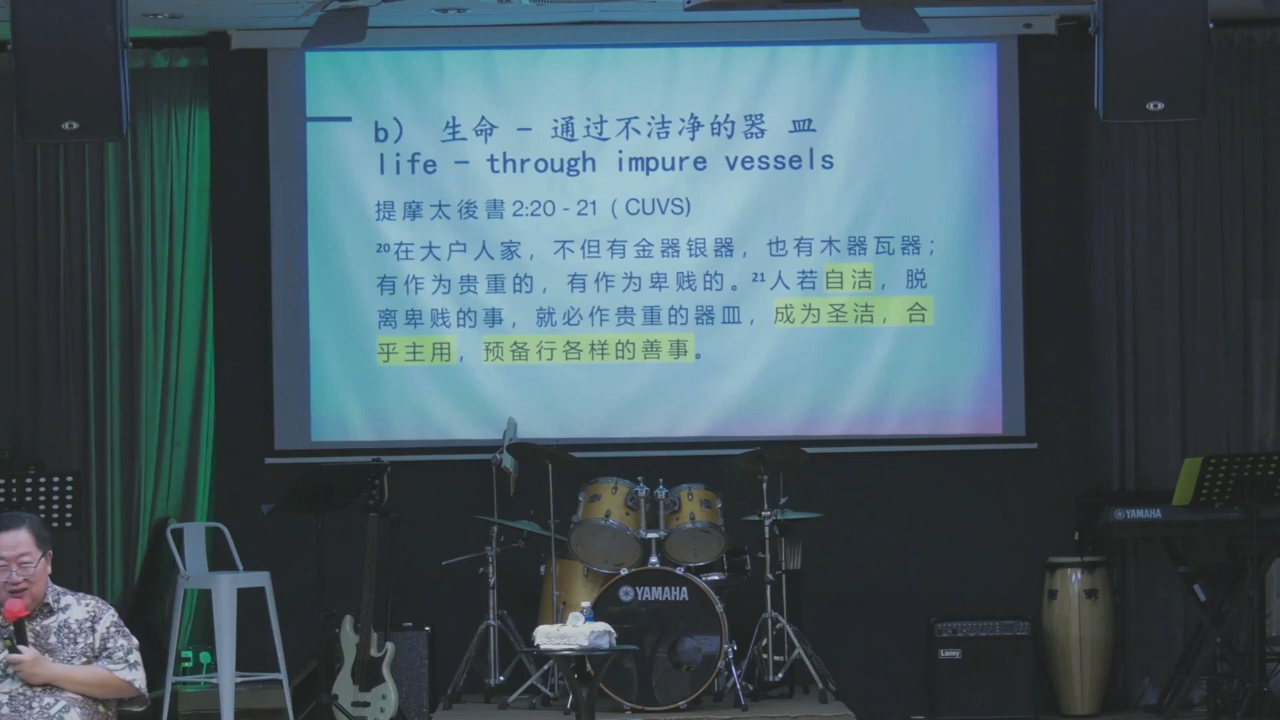 b） 生命 - 通过不洁净的器 皿
life - through impure vessels
提摩太後書 2:20 - 21 （ CUVS)
20在大户人家，不但有金器银器，也有木器瓦器；
有作为贵重的，有作为卑贱的。21人若自洁，脱
离卑贱的事，就必作贵重的器皿，成为圣洁，合
乎主用，预备行各样的善事。
YAMAHA
YAMAHA
Laney